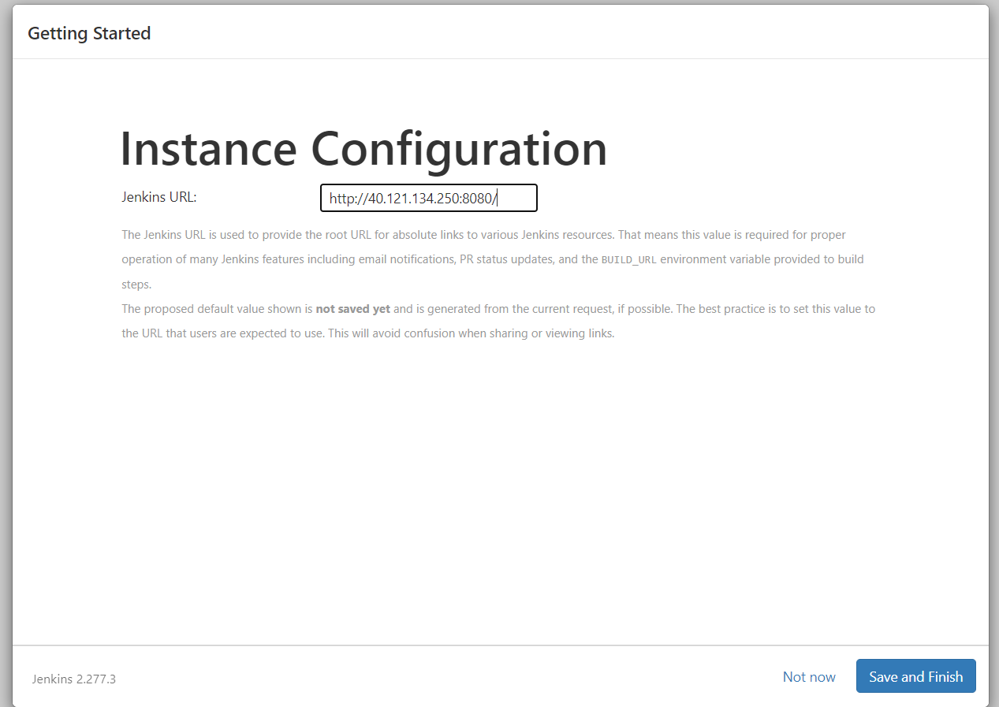 Getting Started
Instance Configuration
Jenkins URL:
http://40.121.134.250:8080/
The Jenkins URL is used to provide the root URL for absolute links to various Jenkins resources. That means this value is required for proper
operation of many Jenkins features including email notifications, PR status updates, and the BUILD_URL environment variable provided to build
steps.
The proposed default value shown is not saved yet and is generated from the current request, if possible. The best practice is to set this value to
the URL that users are expected to use. This will avoid confusion when sharing or viewing links.
Jenkins 2.277.3
Not now
Save and Finish